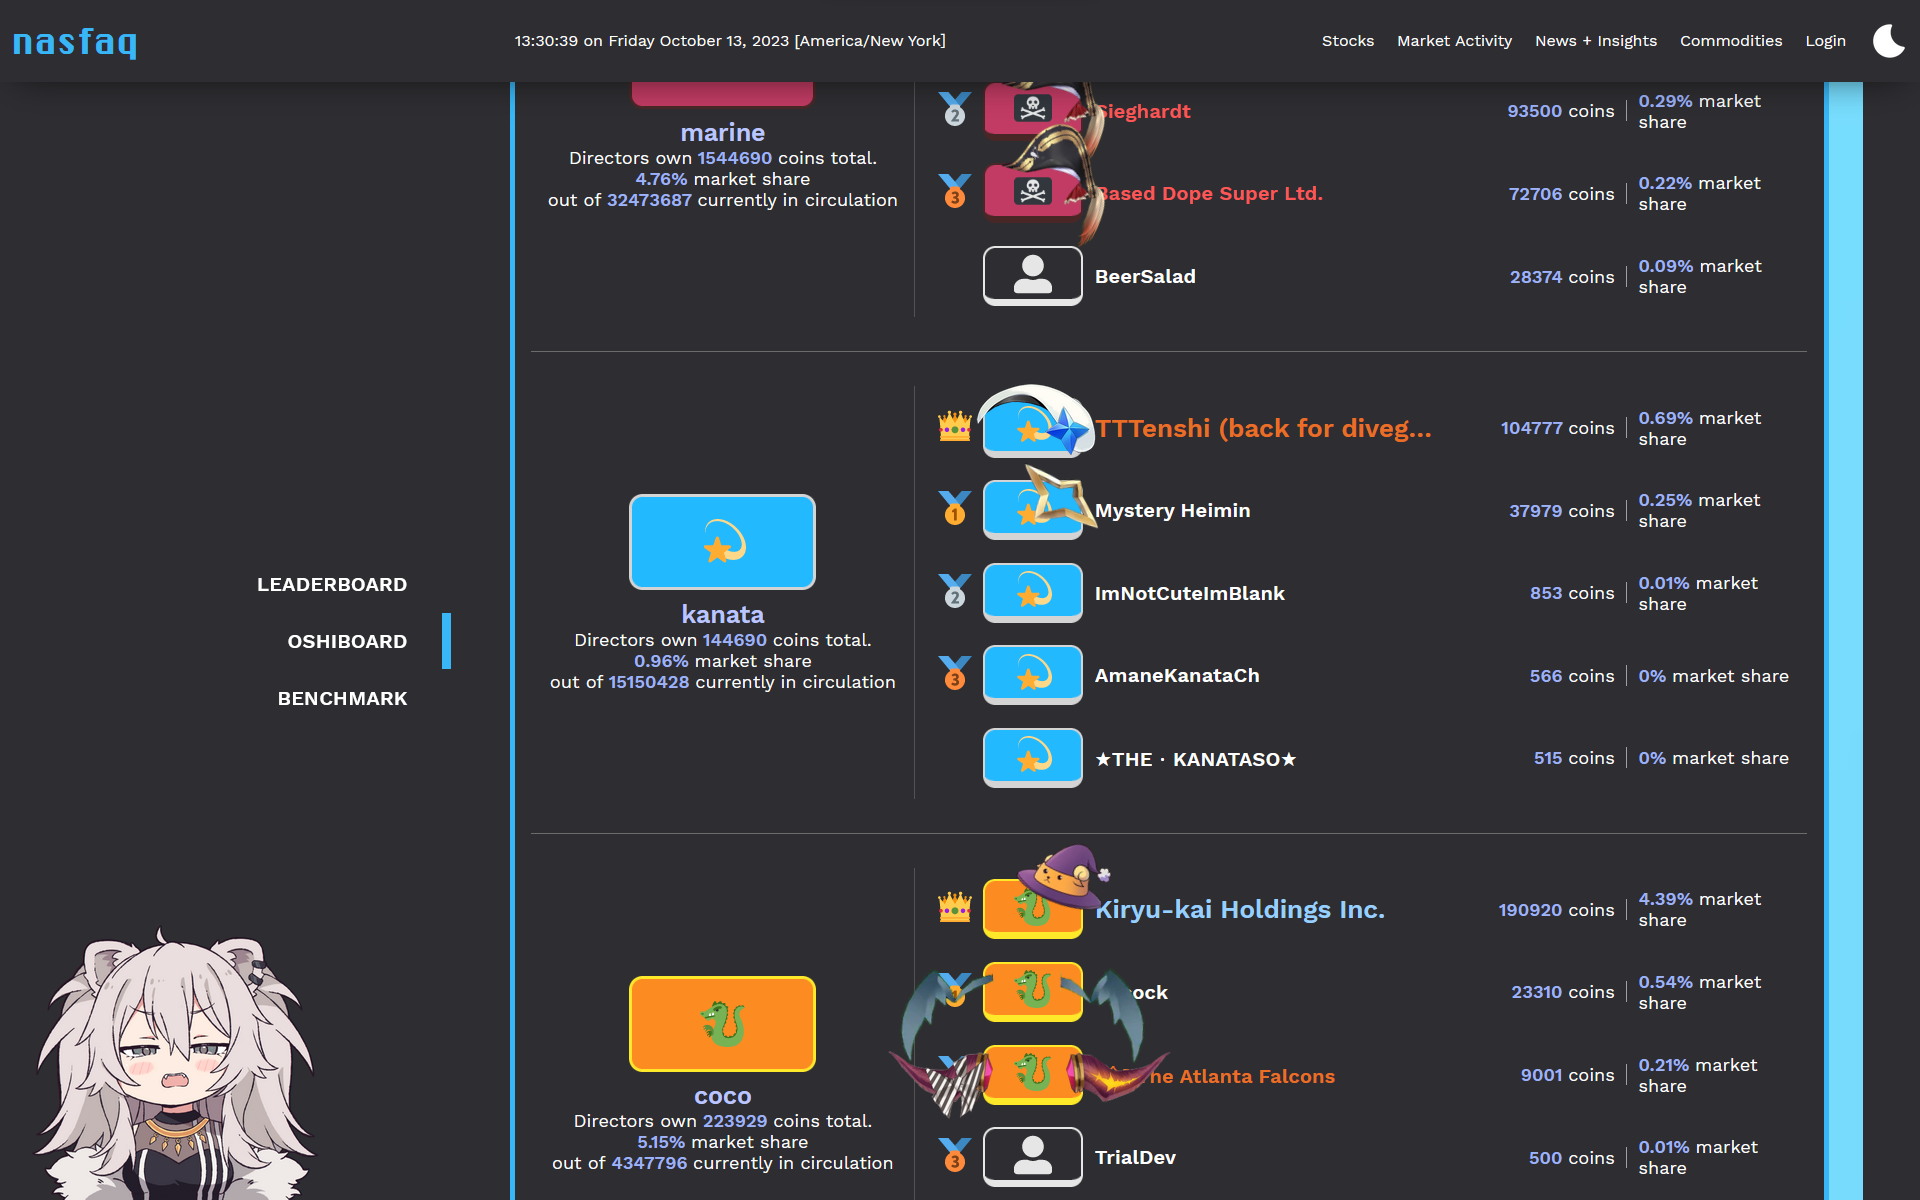 nasfaq
13:30:39 on Friday October 13, 2023 [America/New York]
Stocks
Market Activity
News + Insights
Commodities
Login
LEADERBOARD
OSHIBOARD
BENCHMARK
marine
Directors own 1544690 coins total.
4.76% market share
out of 32473687 currently in circulation
2
Sieghardt
93500 coins
0.29% market
share
3
Based Dope Super Ltd.
72706 coins
0.22% market
share
BeerSalad
28374 coins
0.09% market
share
kanata
Directors own 144690 coins total.
0.96% market share
out of 15150428 currently in circulation
TTTenshi (back for diveg...
104777 coins
0.69% market
share
1
Mystery Heimin
37979 coins
0.25% market
share
2
ImNotCuteImBlank
853 coins
0.01% market
share
3
AmaneKanataCh
566 coins
0% market share
★THE · KANATASO★
515 coins
0% market share
coco
Directors own 223929 coins total.
5.15% market share
out of 4347796 currently in circulation
Kiryu-kai Holdings Inc.
190920 coins
4.39% market
share
23310 coins
0.54% market
share
Atlanta Falcons
9001 coins
0.21% market
share
3
TrialDev
500 coins
0.01% market
share